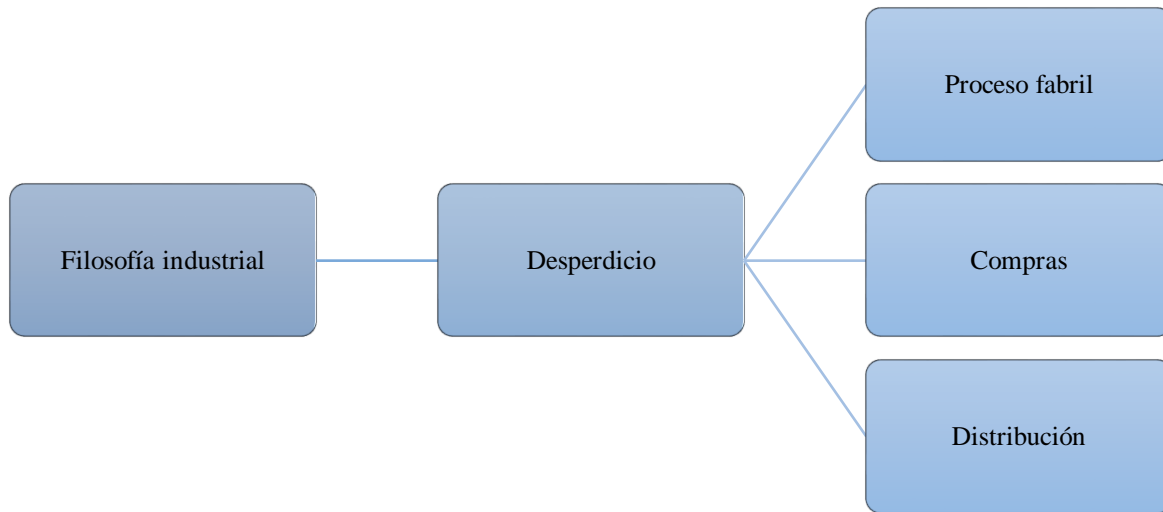 Proceso fabril
Filosofía industrial
Desperdicio
Compras
Distribución